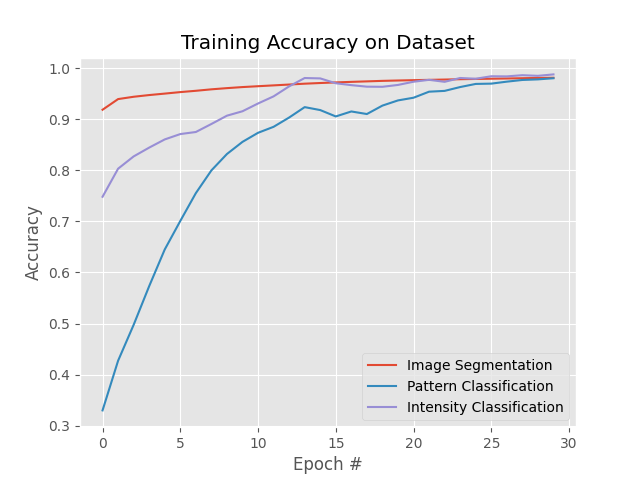 Training Accuracy on Dataset
1.0
0.9
0.8
0.7
0.6
0.5
0.4
0.3
Accuracy
Image Segmentation
Pattern Classification
Intensity Classification
0 5 10 15 20 25 30
Epoch #